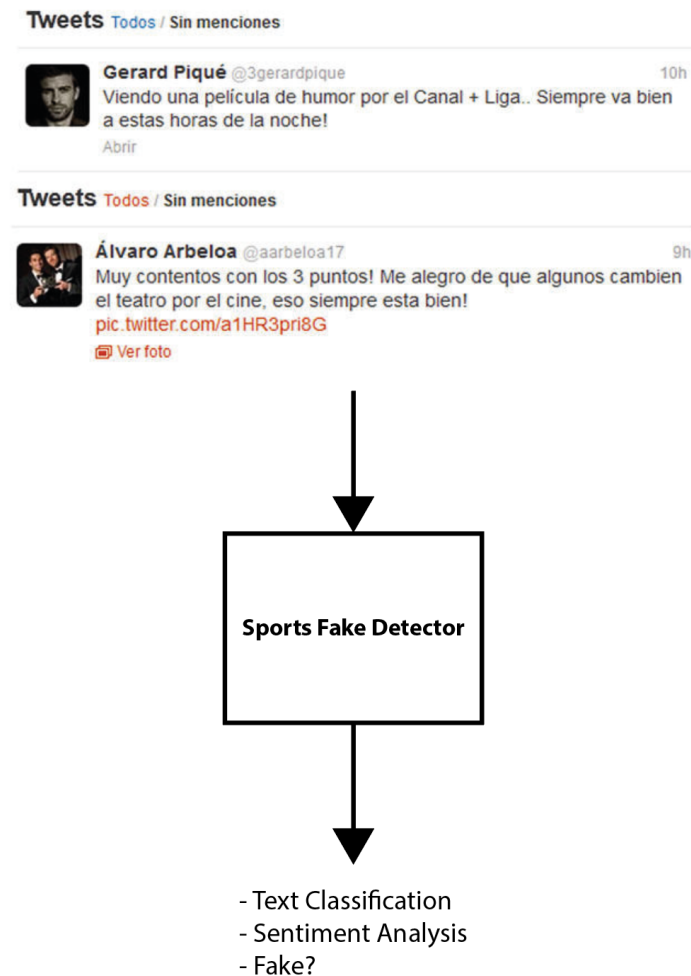 Tweets Todos / Sin menciones
Gerard Piqué @3gerardpique 10h
Viendo una película de humor por el Canal + Liga.. Siempre va bien
a estas horas de la noche!
Abrir
Tweets Todos / Sin menciones
Álvaro Arbeloa @aarbeloa17 9h
Muy contentos con los 3 puntos! Me alegro de que algunos cambien
el teatro por el cine, eso siempre esta bien!
pic.twitter.com/a1HR3pri8G
Ver foto
Sports Fake Detector
- Text Classification
- Sentiment Analysis
- Fake?